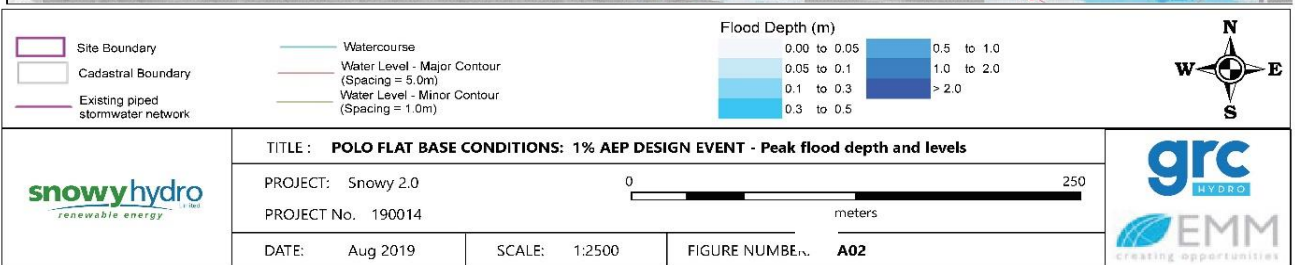 Site Boundary
Cadastral Boundary
Existing piped
stormwater network
Watercourse
Water Level - Major Contour
(Spacing = 5.0m)
Water Level - Minor Contour
(Spacing = 1.0m)
Flood Depth (m)
0.00 to 0.05
0.05 to 0.1
0.1 to 0.3
0.3 to 0.5
0.5 to 1.0
1.0 to 2.0
> 2.0
N
W E
S
snowyhydro
limited
renewable energy
TITLE : POLO FLAT BASE CONDITIONS: 1% AEP DESIGN EVENT - Peak flood depth and levels
PROJECT: Snowy 2.0
PROJECT No. 190014
0 250
meters
DATE: Aug 2019 SCALE: 1:2500 FIGURE NUMBER. A02
grc
HYDRO
EMM
creating opportunities